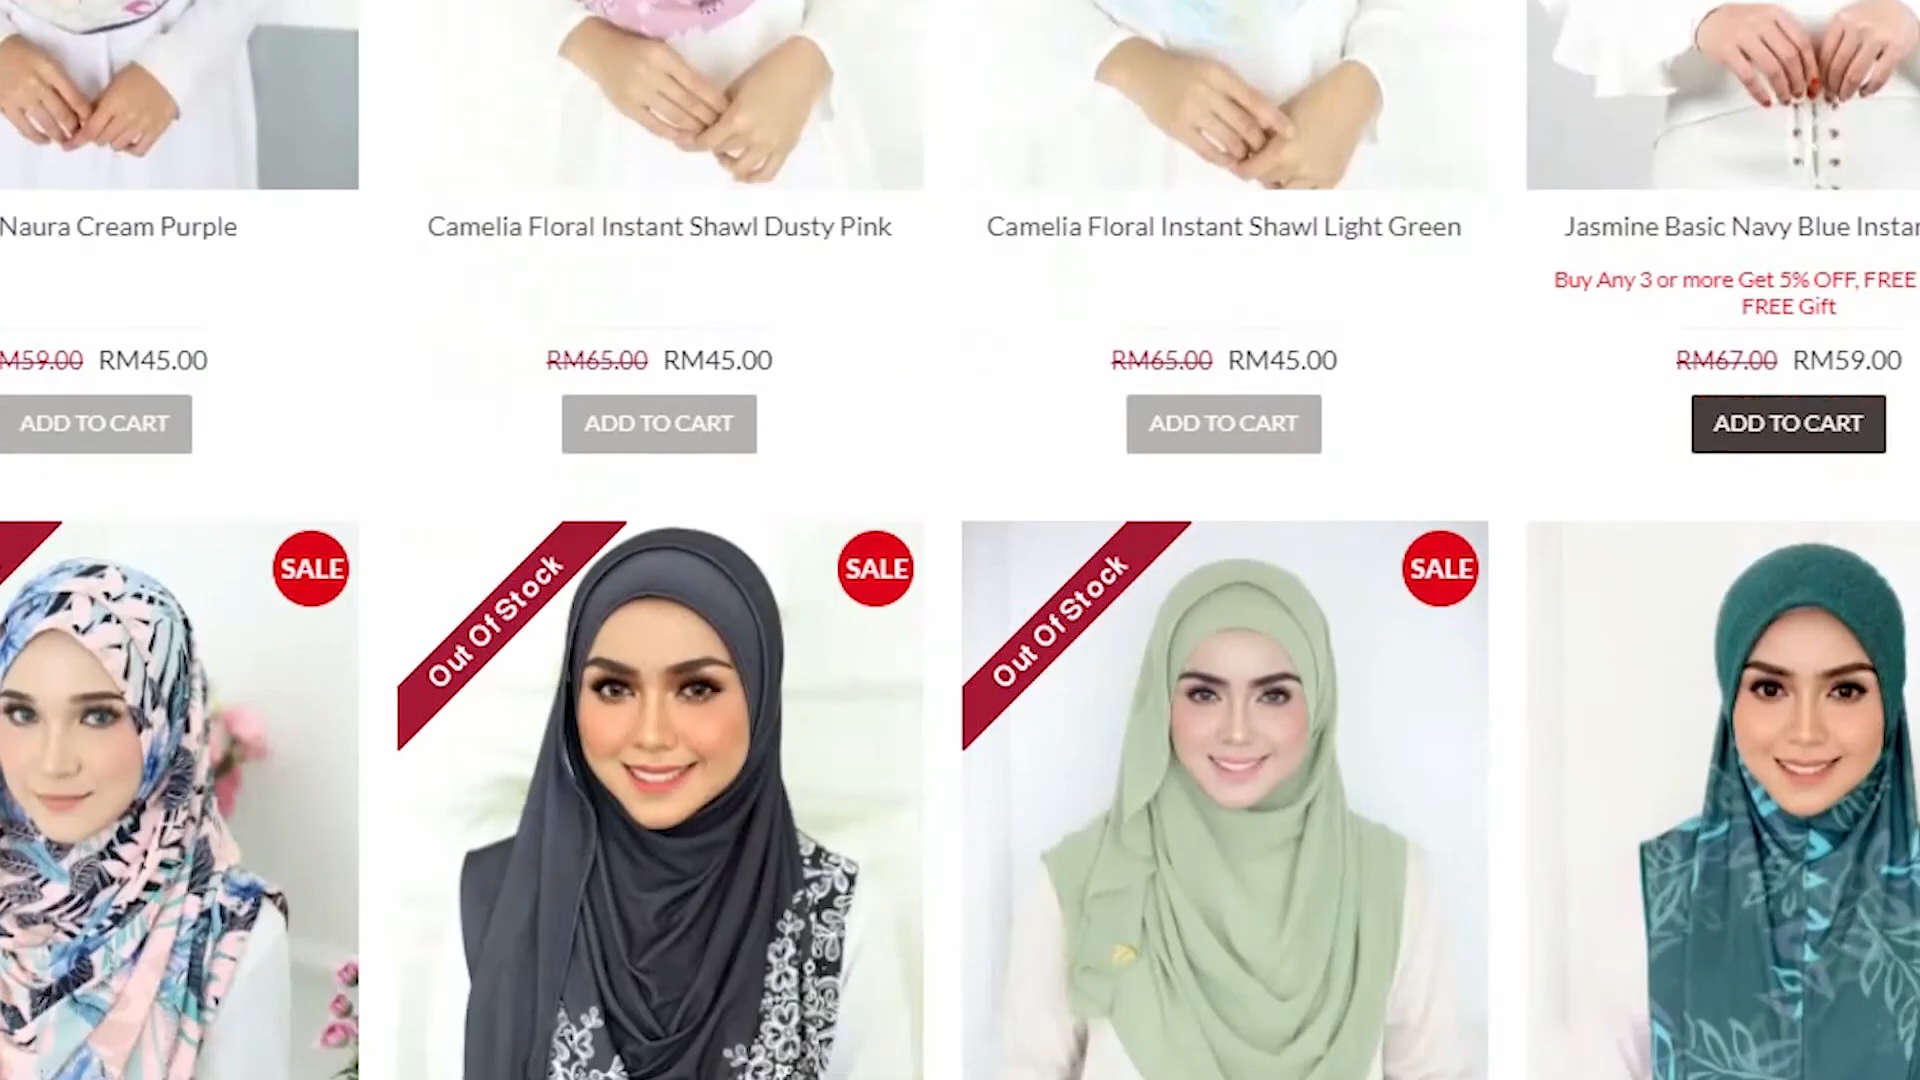 Naura Cream Purple
Camelia Floral Instant Shawl Dusty Pink
Camelia Floral Instant Shawl Light Green
Jasmine Basic Navy Blue
Buy Any 3 or more Get 5% OFF, FREE
FREE Gift
M59.00 RM45.00
RM65.00 RM45.00
RM65.00 RM45.00
RM67.00 RM59.00
ADD TO CART
ADD TO CART
ADD TO CART
ADD TO CART
SALE
Out Of Stock
SALE
Out Of Stock
SALE